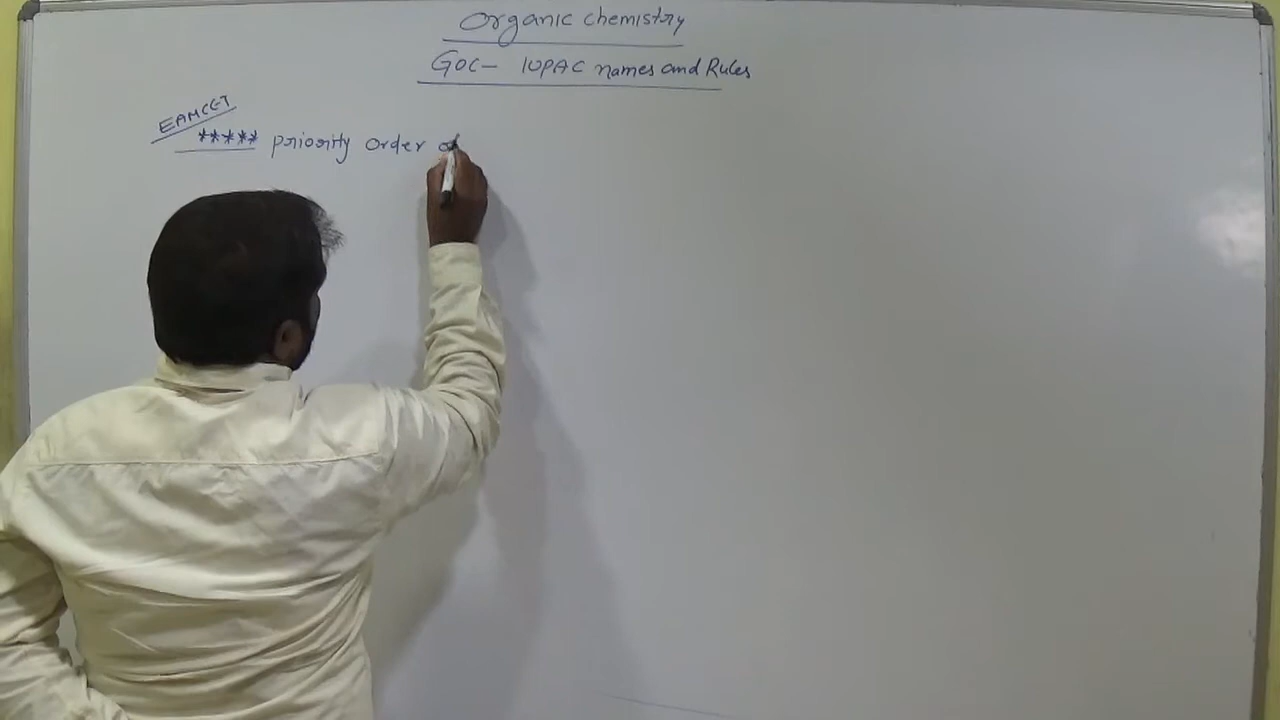 Organic chemistry
GOC- IUPAC names and Rules
EAMCET
***** priority order